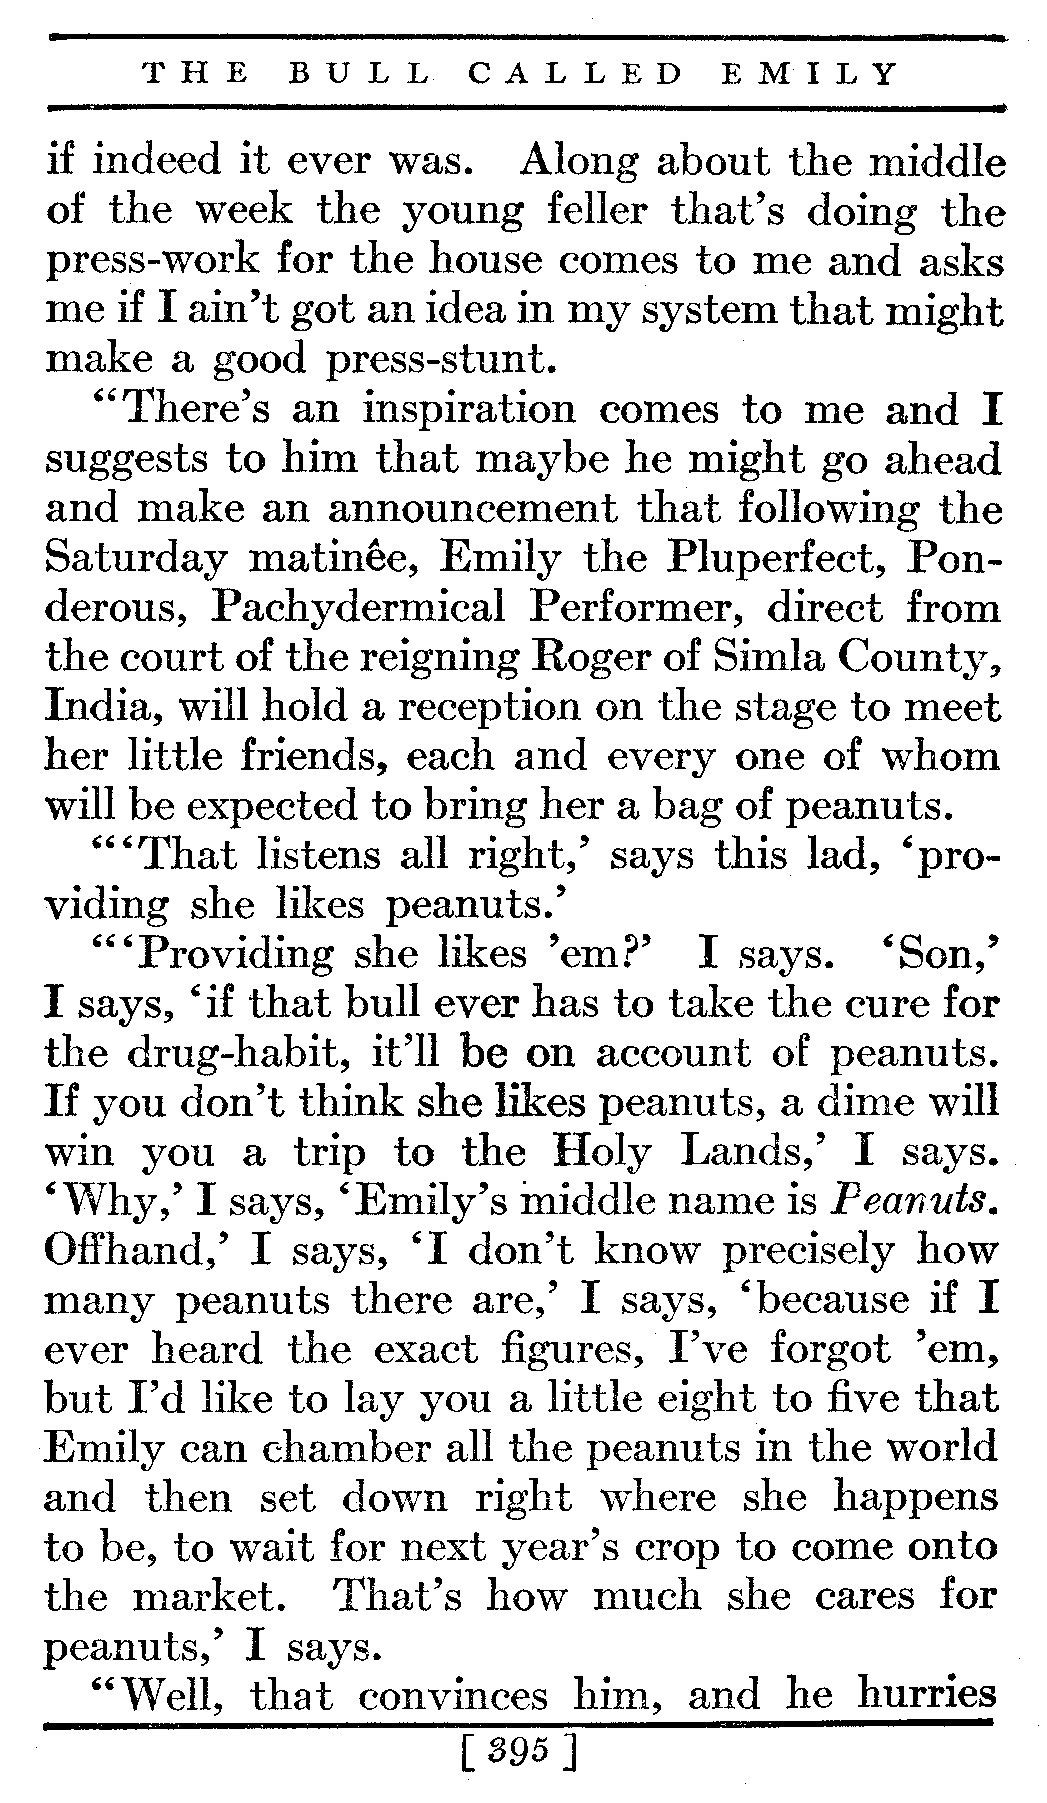 THE BULL CALLED EMILY
if indeed it ever was. Along about the middle
of the week the young feller that's doing the
press-work for the house comes to me and asks
me if I ain't got an idea in my system that might
make a good press-stunt.
"There's an inspiration comes to me and I
suggests to him that maybe he might go ahead
and make an announcement that following the
Saturday matinêe, Emily the Pluperfect, Pon-
derous, Pachydermical Performer, direct from
the court of the reigning Roger of Simla County,
India, will hold a reception on the stage to meet
her little friends, each and every one of whom
will be expected to bring her a bag of peanuts.
"'That listens all right,' says this lad, 'pro-
viding she likes peanuts.'
"'Providing she likes 'em?' I says. 'Son,'
I says, 'if that bull ever has to take the cure for
the drug-habit, it'll be on account of peanuts.
If you don't think she likes peanuts, a dime will
win you a trip to the Holy Lands,' I says.
'Why,' I says, 'Emily's middle name is Peanuts.
Offhand,' I says, 'I don't know precisely how
many peanuts there are,' I says, 'because if I
ever heard the exact figures, I've forgot 'em,
but I'd like to lay you a little eight to five that
Emily can chamber all the peanuts in the world
and then set down right where she happens
to be, to wait for next year's crop to come onto
the market. That's how much she cares for
peanuts,' I says.
"Well, that convinces him, and he hurries
[ 395 ]